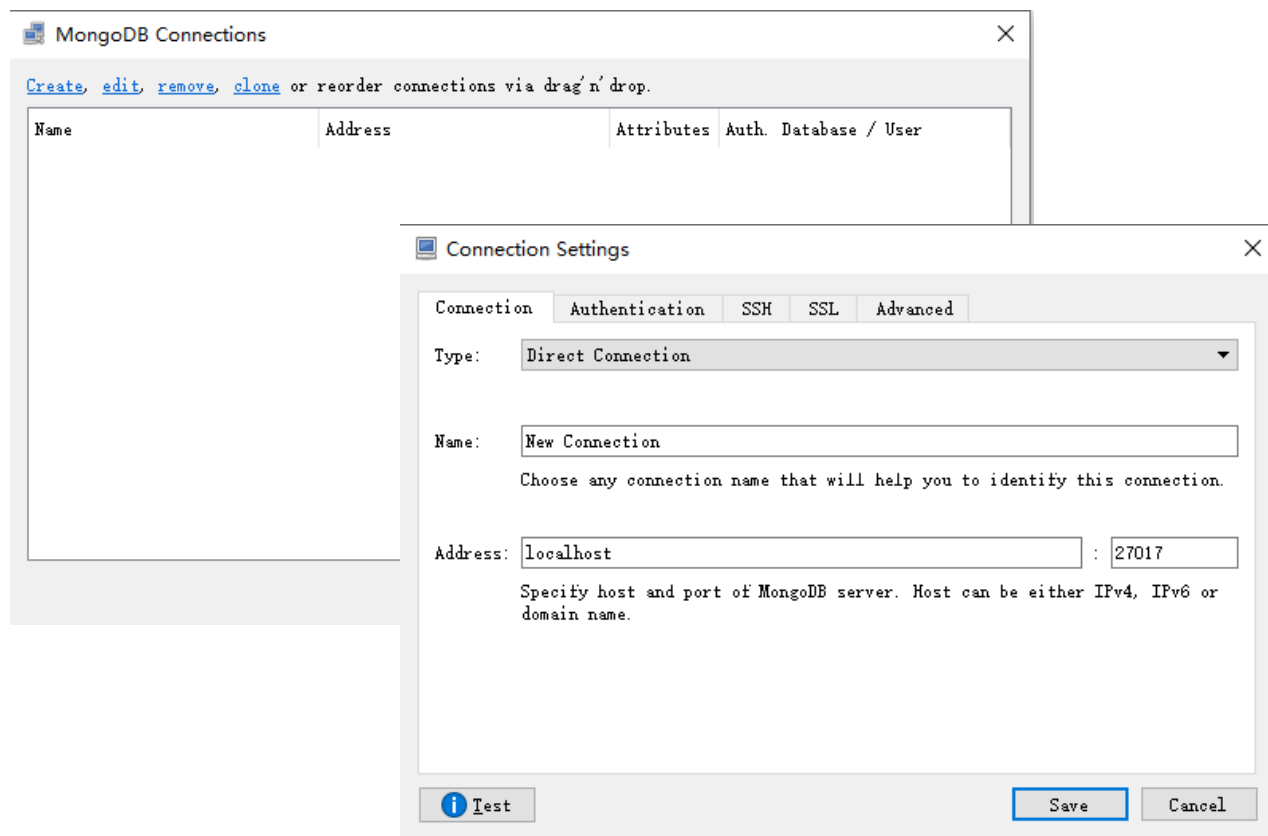 MongoDB Connections
Create, edit, remove, clone or reorder connections via drag'n'drop.
Name Address Attributes Auth. Database / User
Connection Settings
Connection Authentication SSH SSL Advanced
Type: Direct Connection
Name: New Connection
Choose any connection name that will help you to identify this connection.
Address: localhost : 27017
Specify host and port of MongoDB server. Host can be either IPv4, IPv6 or
domain name.
Test Save Cancel